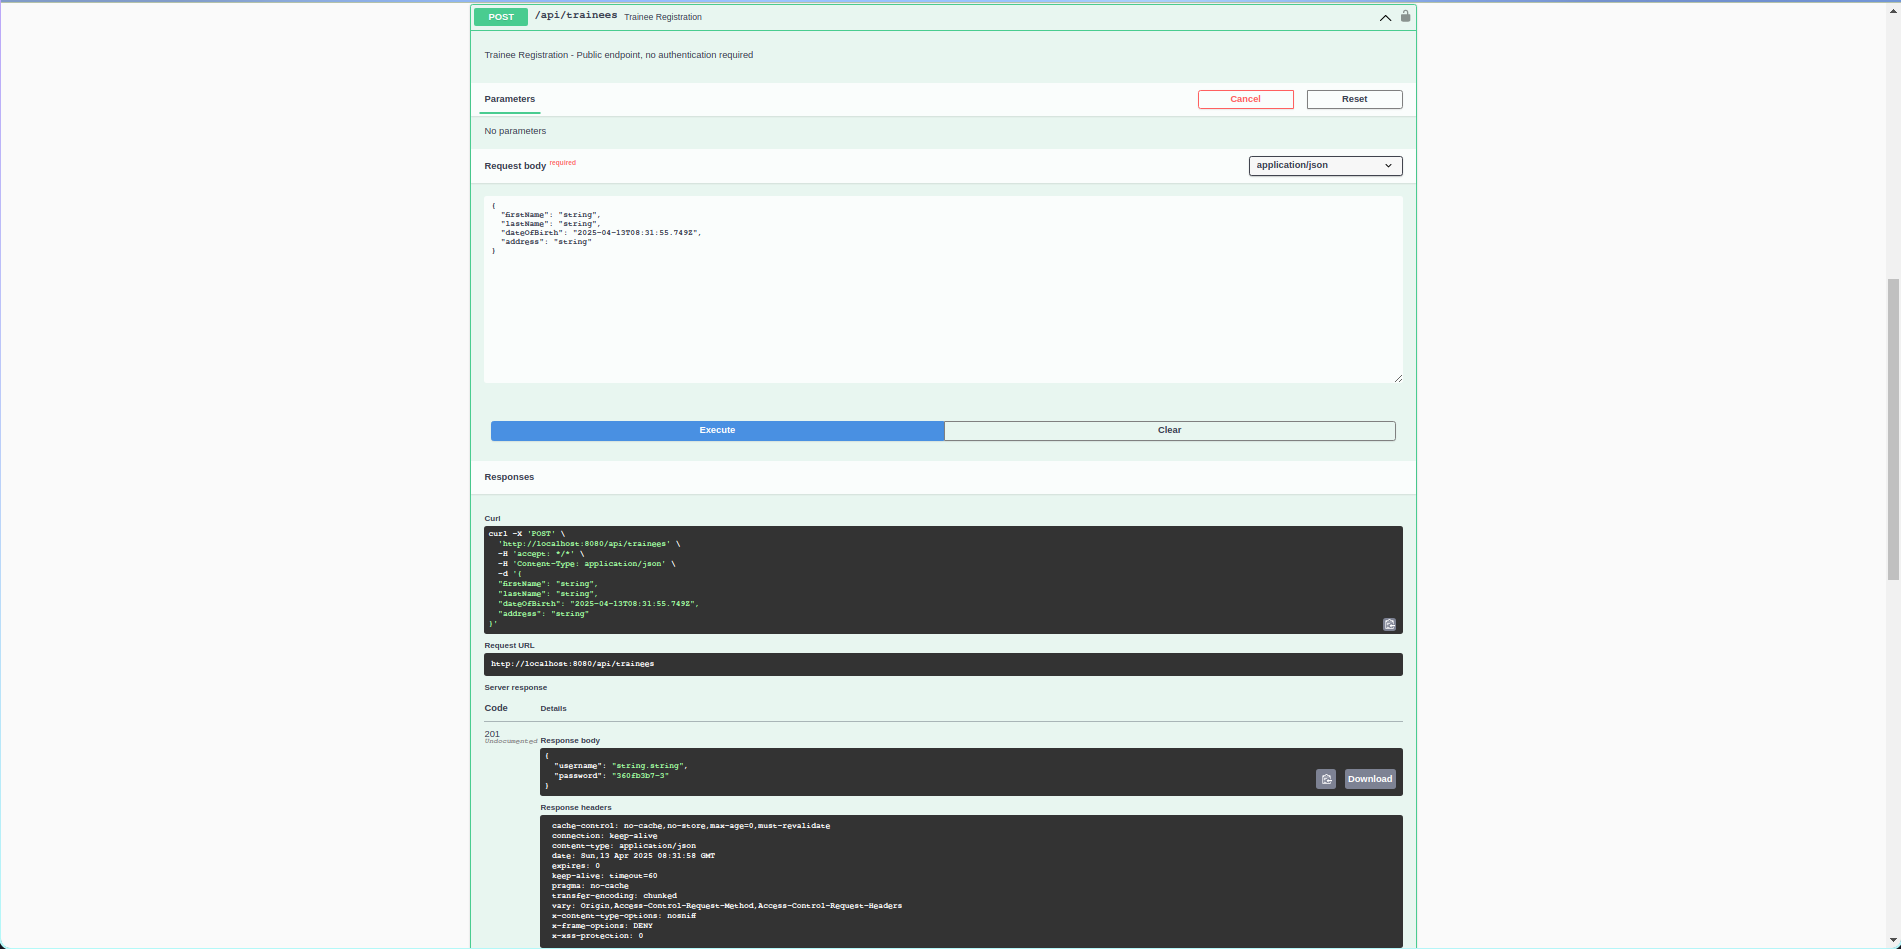 POST /api/trainees Trainee Registration
Trainee Registration - Public endpoint, no authentication required
Parameters
Cancel
Reset
No parameters
Request body required
application/json
{
  "firstName": "string",
  "lastName": "string",
  "dateOfBirth": "2025-04-13T08:31:55.749Z",
  "address": "string"
}
Execute
Clear
Responses
Curl
curl -X 'POST' \
  'http://localhost:8080/api/trainees' \
  -H 'accept: */*' \
  -H 'Content-Type: application/json' \
  -d '{
  "firstName": "string",
  "lastName": "string",
  "dateOfBirth": "2025-04-13T08:31:55.749Z",
  "address": "string"
}'
Request URL
http://localhost:8080/api/trainees
Server response
Code Details
201
Undocumented
Response body
{
  "username": "string.string",
  "password": "360fb3b7-3"
}
Download
Response headers
cache-control: no-cache,no-store,max-age=0,must-revalidate
connection: keep-alive
content-type: application/json
date: Sun,13 Apr 2025 08:31:58 GMT
expires: 0
keep-alive: timeout=60
pragma: no-cache
transfer-encoding: chunked
vary: Origin,Access-Control-Request-Method,Access-Control-Request-Headers
x-content-type-options: nosniff
x-frame-options: DENY
x-xss-protection: 0